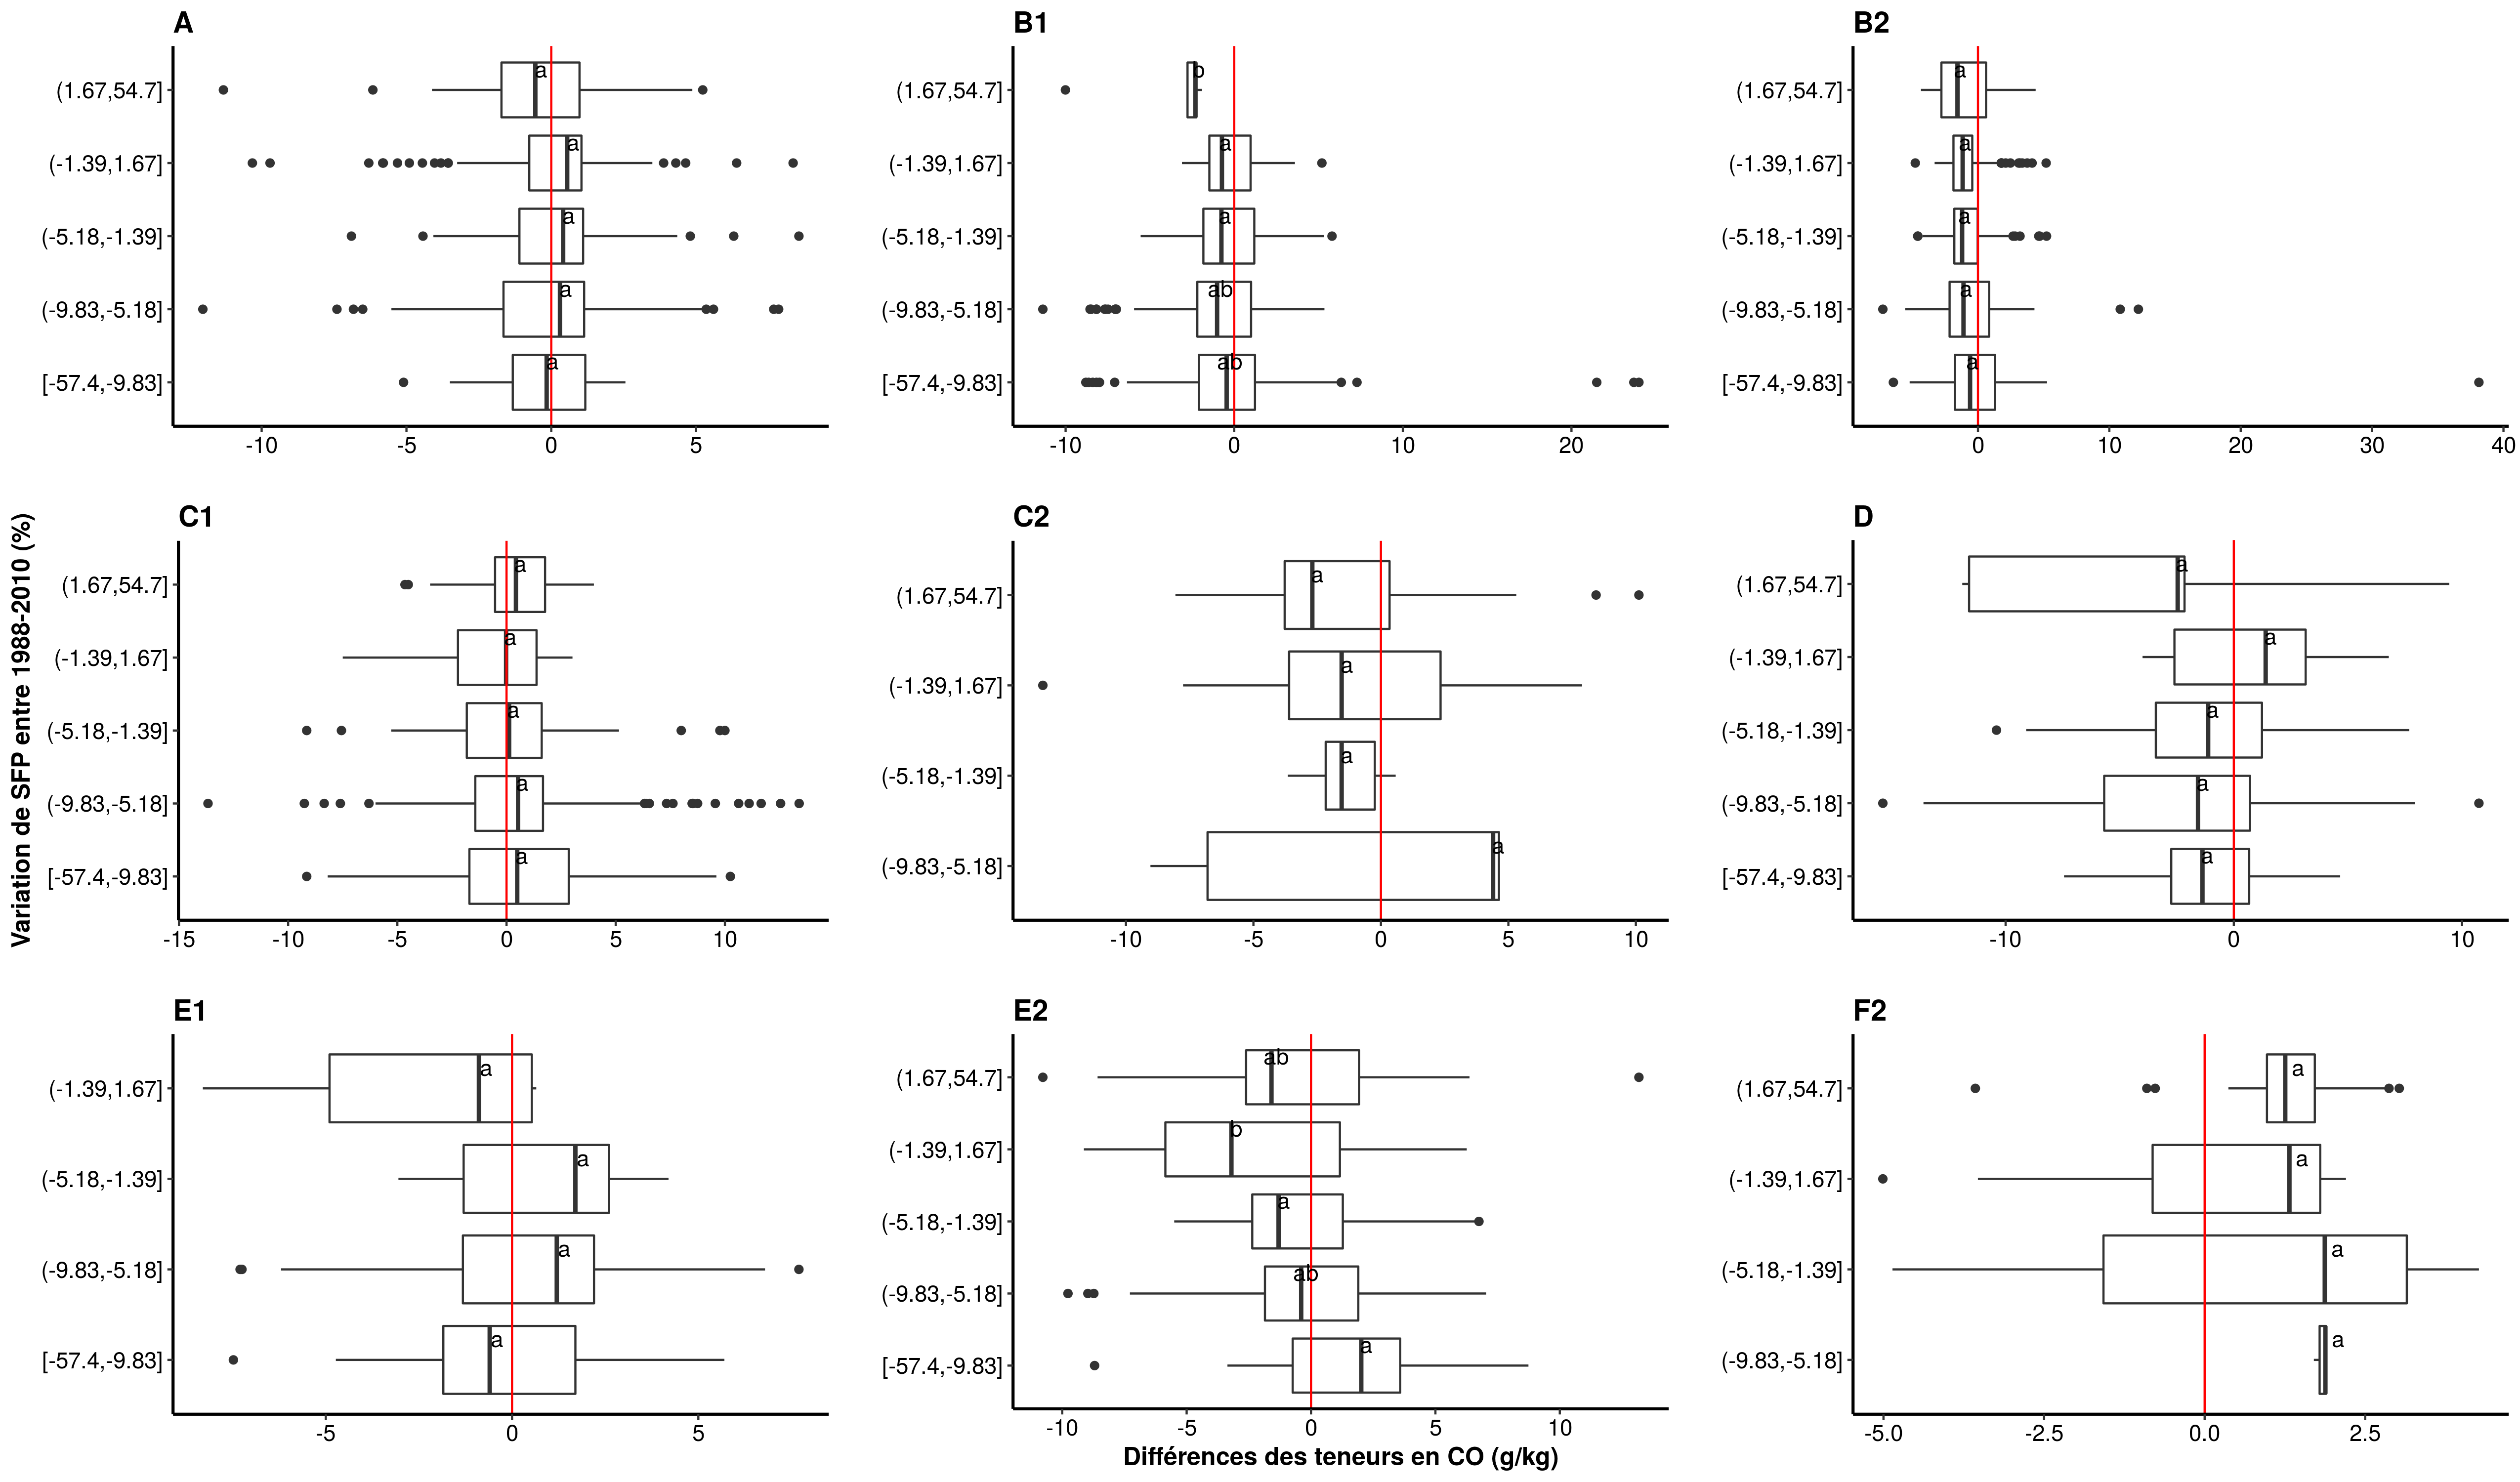 A
(1.67,54.7]
a
(-1.39,1.67]
a
(-5.18,-1.39]
a
(-9.83,-5.18]
a
[-57.4,-9.83]
a
-10 -5 0 5
B1
(1.67,54.7]
b
(-1.39,1.67]
a
(-5.18,-1.39]
a
(-9.83,-5.18]
ab
[-57.4,-9.83]
ab
-10 0 10 20
B2
(1.67,54.7]
a
(-1.39,1.67]
a
(-5.18,-1.39]
a
(-9.83,-5.18]
a
[-57.4,-9.83]
a
0 10 20 30 40
Variation de SFP entre 1988-2010 (%)
C1
(1.67,54.7]
a
(-1.39,1.67]
a
(-5.18,-1.39]
a
(-9.83,-5.18]
a
[-57.4,-9.83]
a
-15 -10 -5 0 5 10
C2
(1.67,54.7]
a
(-1.39,1.67]
a
(-5.18,-1.39]
a
(-9.83,-5.18]
a
-10 -5 0 5 10
D
(1.67,54.7]
a
(-1.39,1.67]
a
(-5.18,-1.39]
a
(-9.83,-5.18]
a
[-57.4,-9.83]
a
-10 0 10
E1
(-1.39,1.67]
a
(-5.18,-1.39]
a
(-9.83,-5.18]
a
[-57.4,-9.83]
a
-5 0 5
E2
(1.67,54.7]
ab
(-1.39,1.67]
b
(-5.18,-1.39]
a
(-9.83,-5.18]
ab
[-57.4,-9.83]
a
-10 -5 0 5 10
F2
(1.67,54.7]
a
(-1.39,1.67]
a
(-5.18,-1.39]
a
(-9.83,-5.18]
a
-5.0 -2.5 0.0 2.5
Différences des teneurs en CO (g/kg)